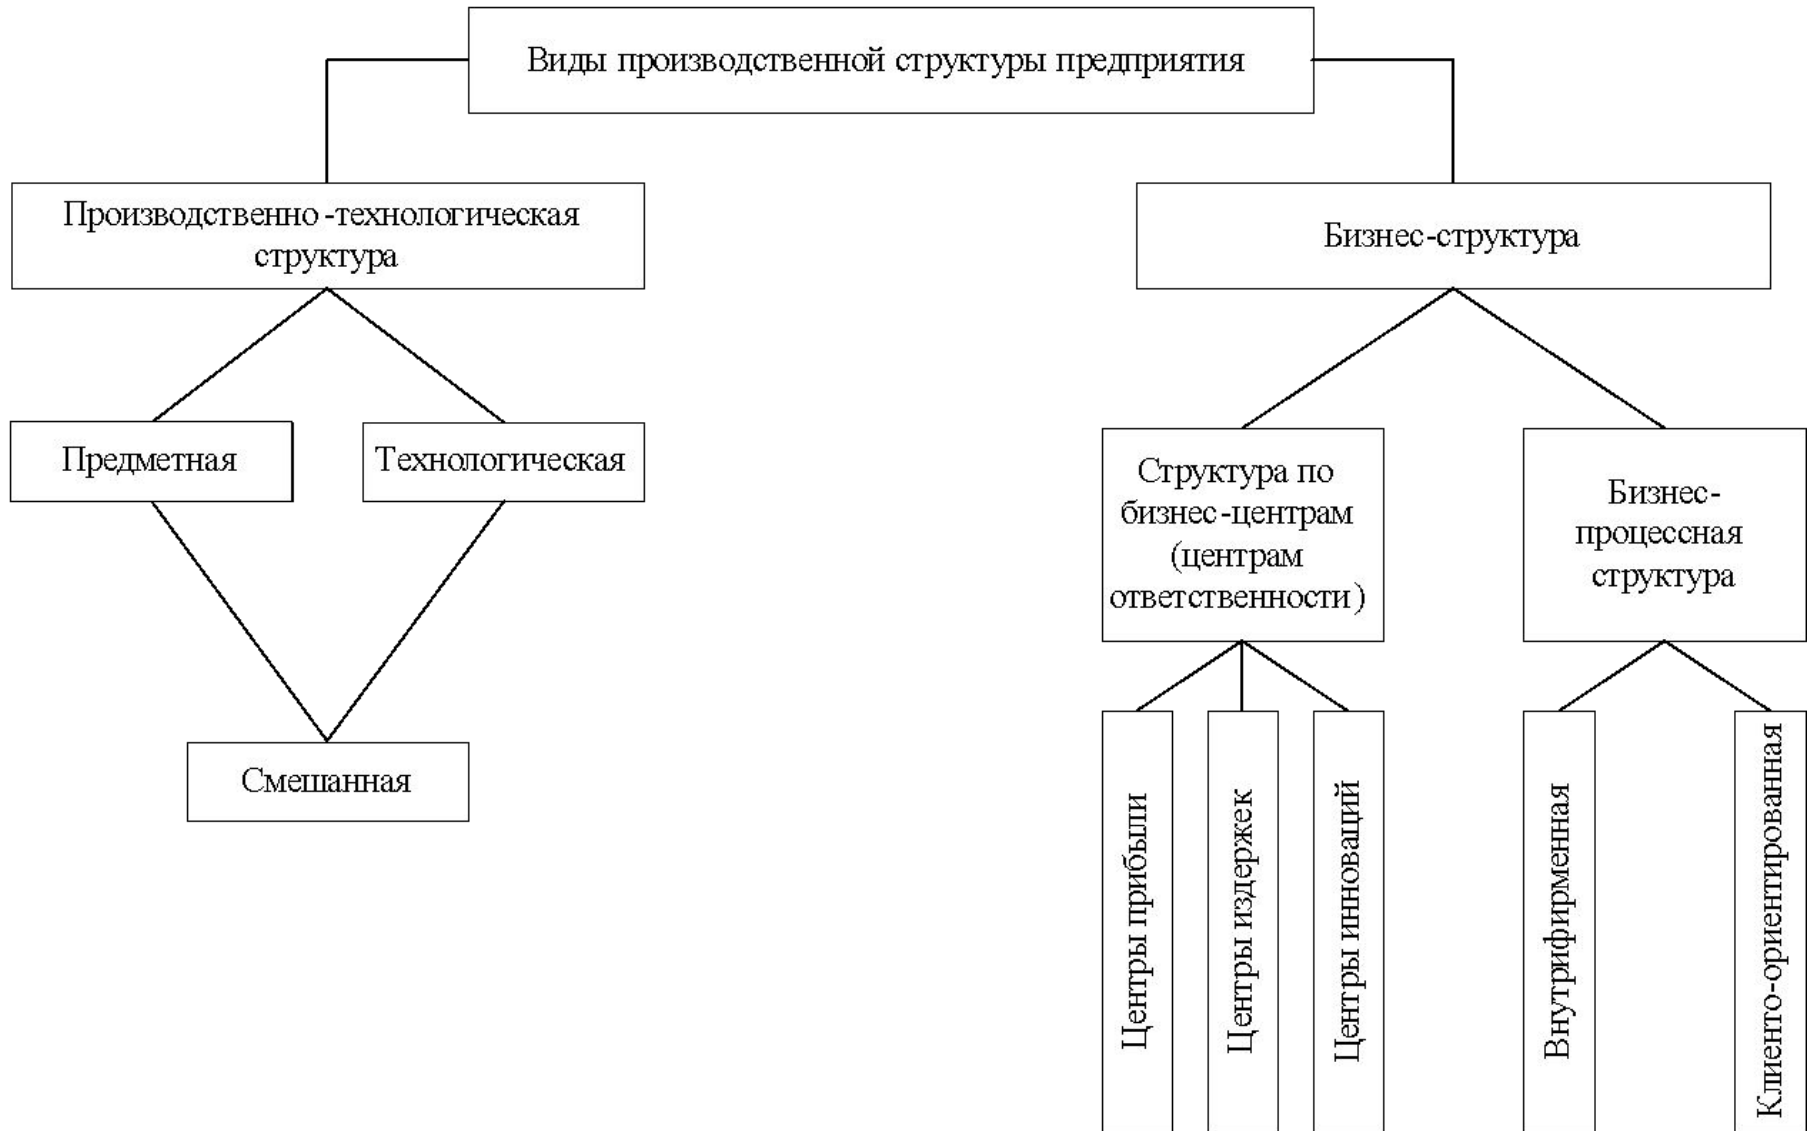 Виды производственной структуры предприятия
Производственно-технологическая
структура
Бизнес-структура
Предметная
Технологическая
Структура по
бизнес-центрам
(центрам
ответственности)
Бизнес-
процессная
структура
Смешанная
Центры прибыли
Центры издержек
Центры инноваций
Внутрифирменная
Клиенто-ориентированная